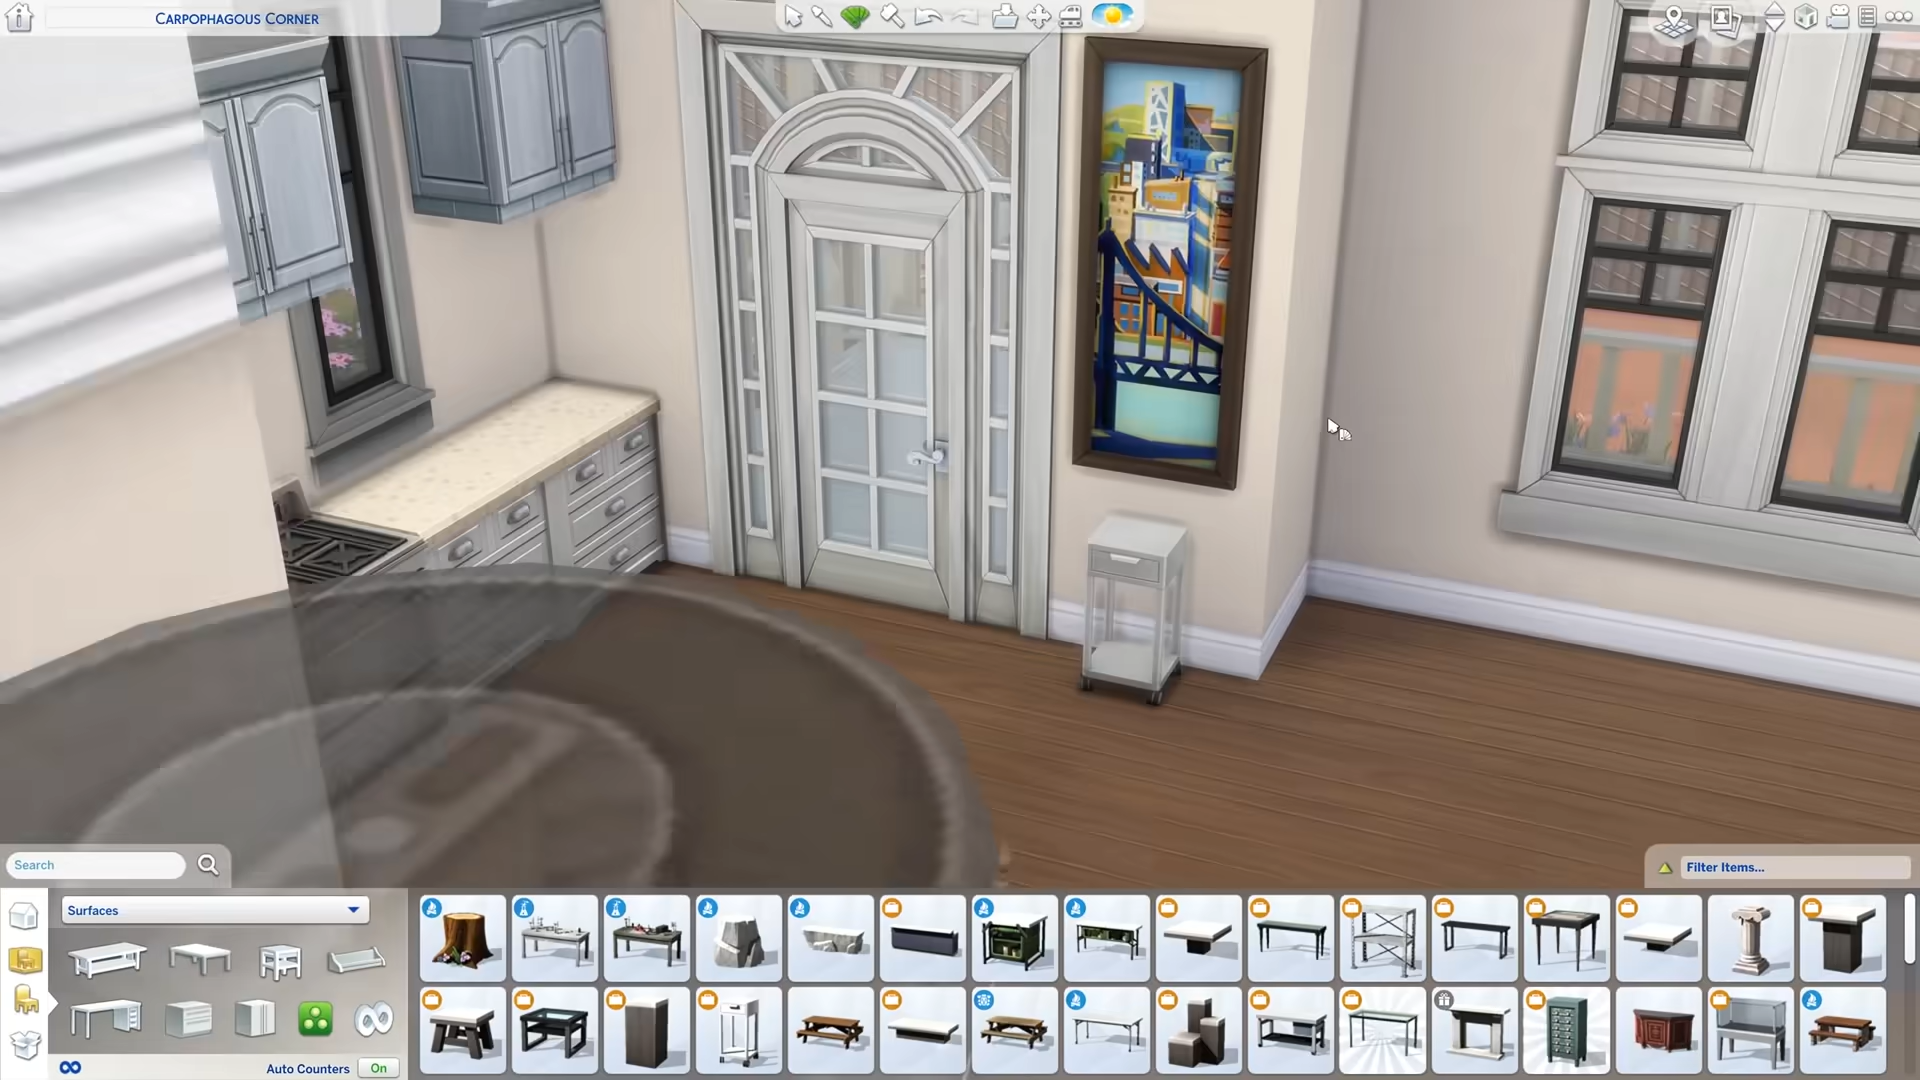 Carpophagous Corner
Search
Filter Items...
Surfaces
Auto Counters On